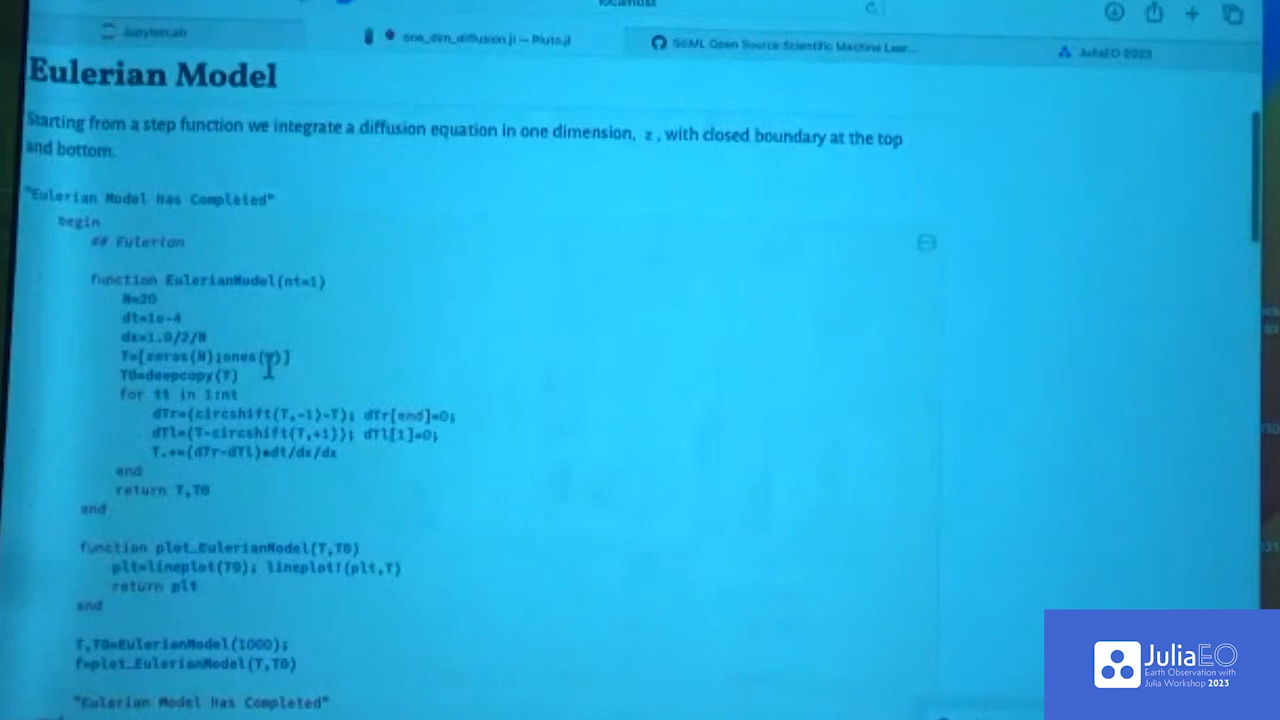 localhost
JupyterLab
one_dim_diffusion.jl — Pluto.jl
SciML Open Source Scientific Machine Lear...
JuliaEO 2023
Eulerian Model
Starting from a step function we integrate a diffusion equation in one dimension, z, with closed boundary at the top
and bottom.
"Eulerian Model Has Completed"
begin
## Eulerian
function EulerianModel(nt=1)
N=20
dt=1e-4
dx=1.0/2/N
T=[zeros(N);ones(N)]
T0=deepcopy(T)
for tt in 1:nt
dTr=(circshift(T,-1)-T); dTr[end]=0;
dTl=(T-circshift(T,+1)); dTl[1]=0;
T.+=(dTr-dTl)*dt/dx/dx
end
return T,T0
end
function plot_EulerianModel(T,T0)
plt=lineplot(T0); lineplot!(plt,T)
return plt
end
T,T0=EulerianModel(1000);
f=plot_EulerianModel(T,T0)
"Eulerian Model Has Completed"
JuliaEO
Earth Observation with
Julia Workshop 2023